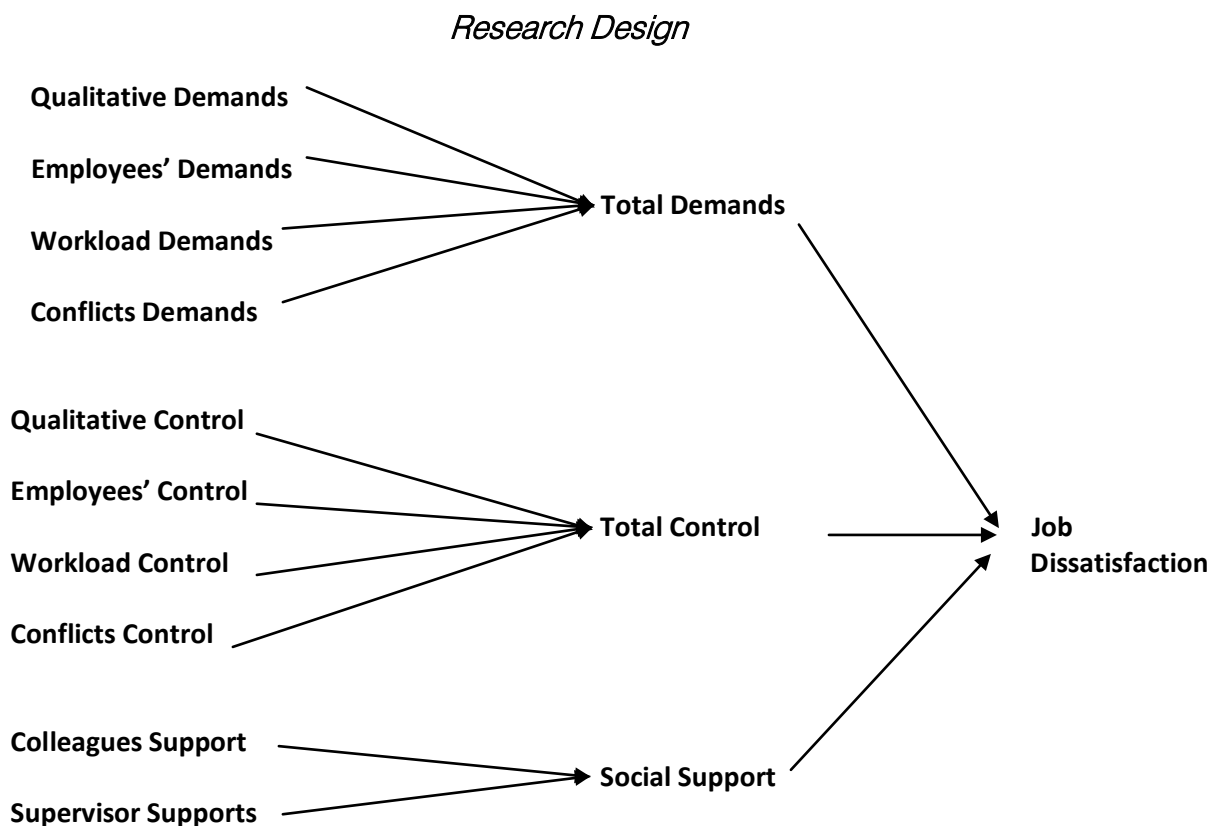 Research Design
Qualitative Demands
Employees’ Demands
Total Demands
Workload Demands
Conflicts Demands
Qualitative Control
Employees’ Control
Total Control
Job
Workload Control
Dissatisfaction
Conflicts Control
Colleagues Support
Social Support
Supervisor Supports